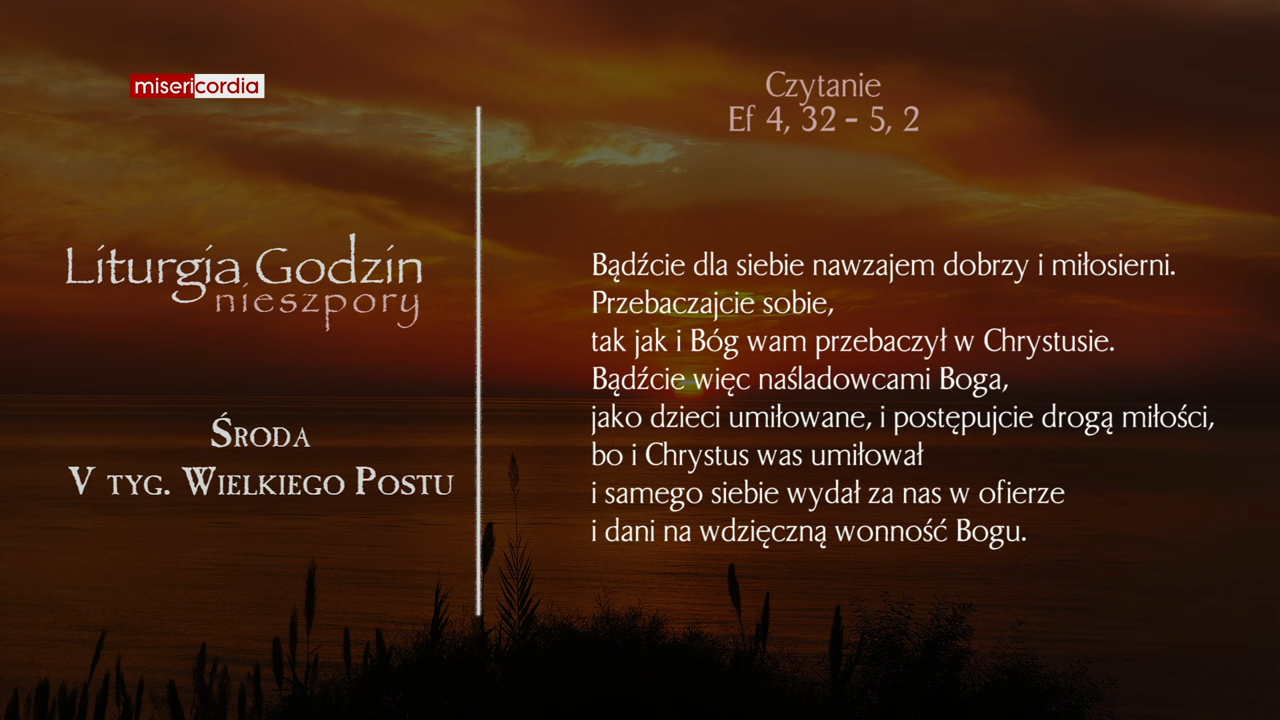 misericordia
Liturgia Godzin
nieszpory
Środa
V tyg. Wielkiego Postu
Czytanie
Ef 4, 32 – 5, 2
Bądźcie dla siebie nawzajem dobrzy i miłosierni.
Przebaczajcie sobie,
tak jak i Bóg wam przebaczył w Chrystusie.
Bądźcie więc naśladowcami Boga,
jako dzieci umiłowane, i postępujcie drogą miłości,
bo i Chrystus was umiłował
i samego siebie wydał za nas w ofierze
i dani na wdzięczną wonność Bogu.